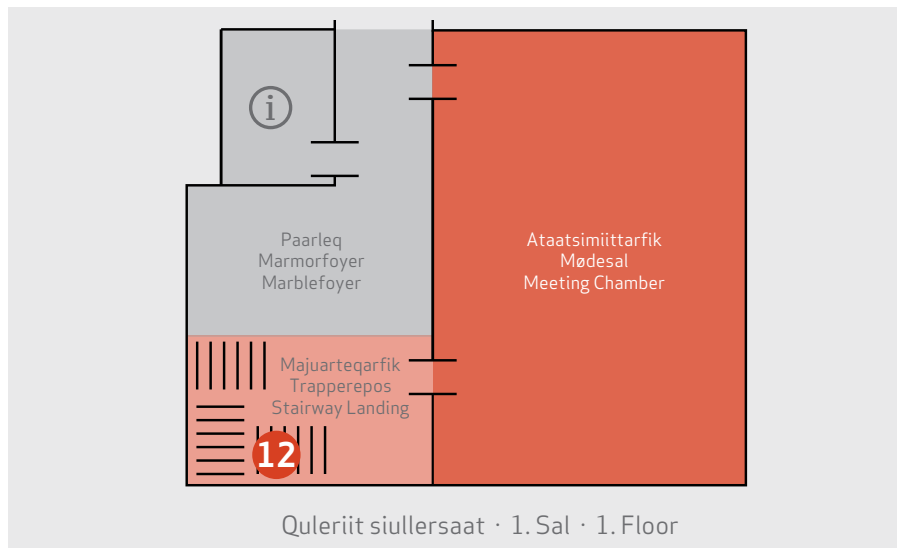 i
Paarleq
Marmorfoyer
Marblefoyer
Ataatsimiittarfik
Mødesal
Meeting Chamber
Majuarteqarfik
Trapperepos
Stairway Landing
12
Quleriit siullersaat · 1. Sal · 1. Floor